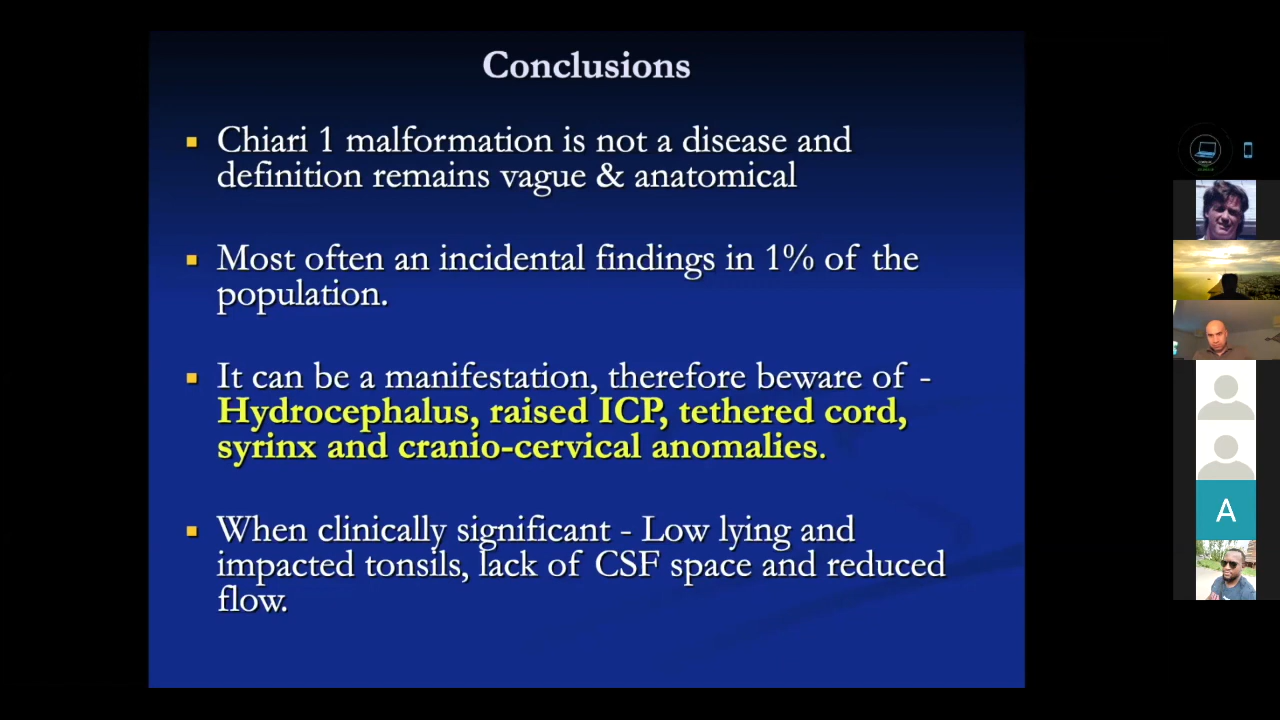 Conclusions
Chiari 1 malformation is not a disease and
definition remains vague & anatomical
Most often an incidental findings in 1% of the
population.
It can be a manifestation, therefore beware of -
Hydrocephalus, raised ICP, tethered cord,
syrinx and cranio-cervical anomalies.
When clinically significant - Low lying and
impacted tonsils, lack of CSF space and reduced
flow.
A